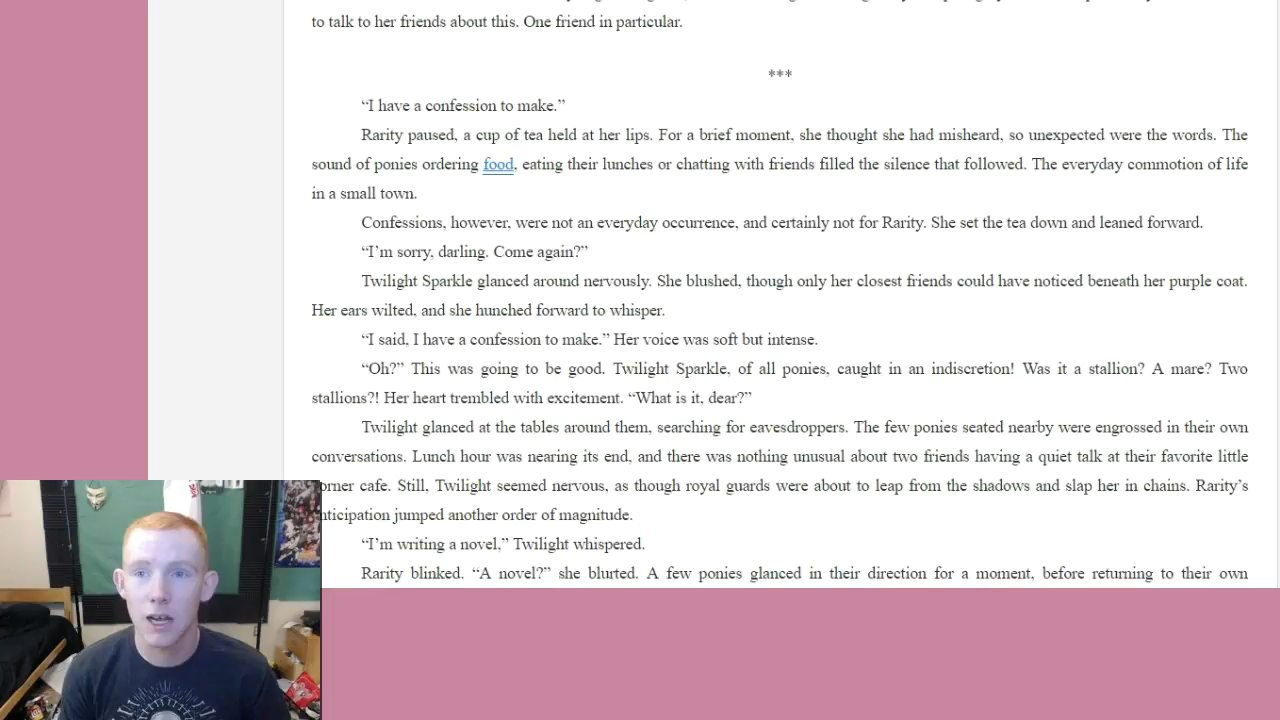 to talk to her friends about this. One friend in particular.
***
“I have a confession to make.”
Rarity paused, a cup of tea held at her lips. For a brief moment, she thought she had misheard, so unexpected were the words. The
sound of ponies ordering food, eating their lunches or chatting with friends filled the silence that followed. The everyday commotion of life
in a small town.
Confessions, however, were not an everyday occurrence, and certainly not for Rarity. She set the tea down and leaned forward.
“I’m sorry, darling. Come again?”
Twilight Sparkle glanced around nervously. She blushed, though only her closest friends could have noticed beneath her purple coat.
Her ears wilted, and she hunched forward to whisper.
“I said, I have a confession to make.” Her voice was soft but intense.
“Oh?” This was going to be good. Twilight Sparkle, of all ponies, caught in an indiscretion! Was it a stallion? A mare? Two
stallions?! Her heart trembled with excitement. “What is it, dear?”
Twilight glanced at the tables around them, searching for eavesdroppers. The few ponies seated nearby were engrossed in their own
conversations. Lunch hour was nearing its end, and there was nothing unusual about two friends having a quiet talk at their favorite little
orner cafe. Still, Twilight seemed nervous, as though royal guards were about to leap from the shadows and slap her in chains. Rarity’s
nticipation jumped another order of magnitude.
“I’m writing a novel,” Twilight whispered.
Rarity blinked. “A novel?” she blurted. A few ponies glanced in their direction for a moment, before returning to their own